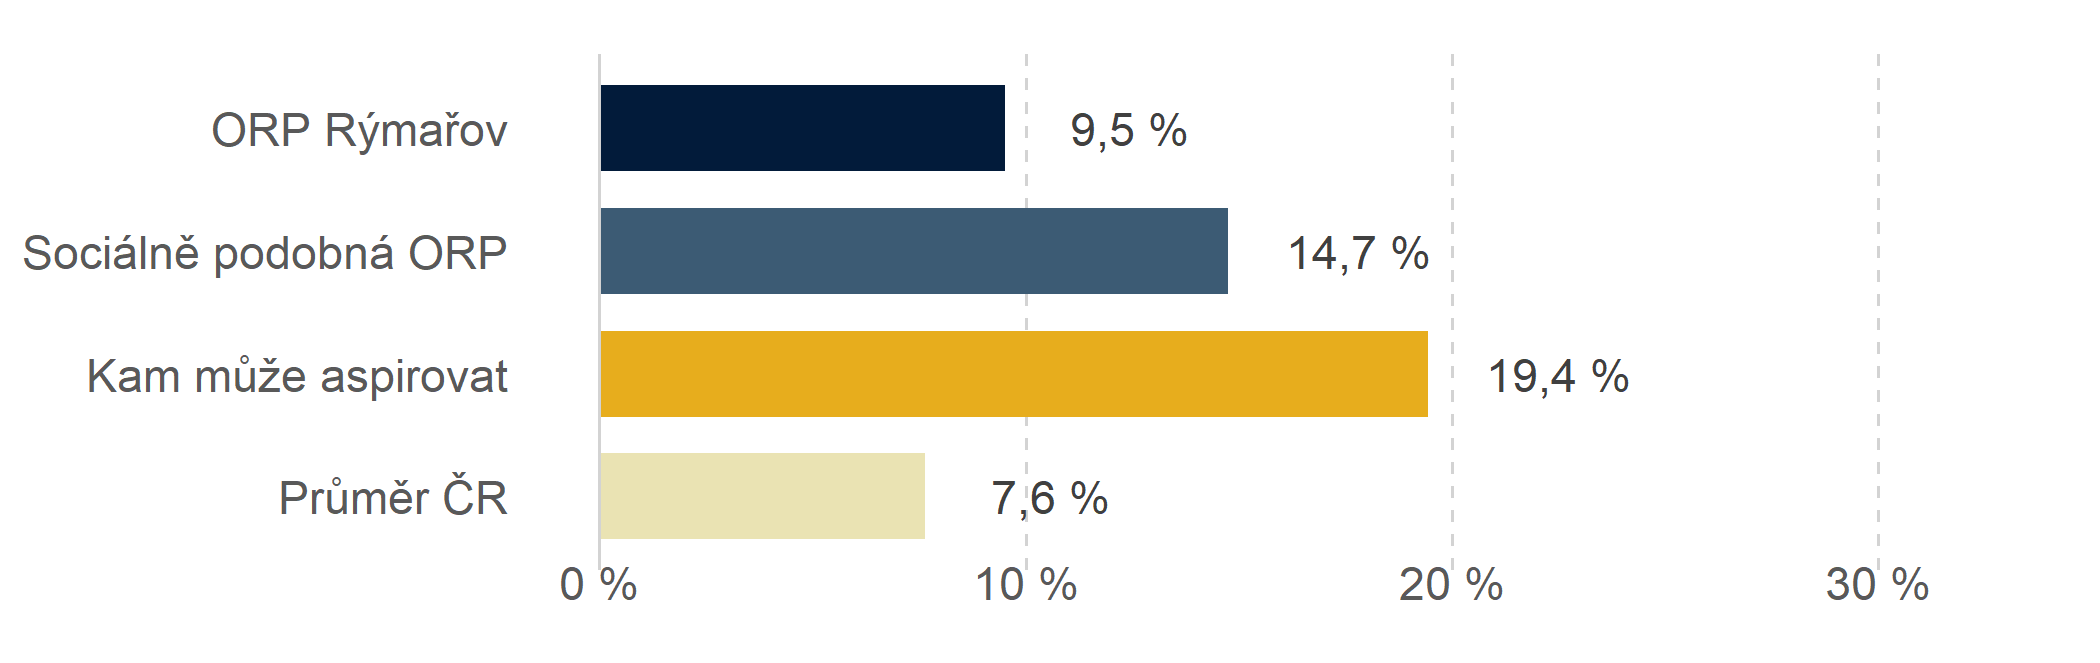 ORP Rýmařov 9,5 %
Sociálně podobná ORP 14,7 %
Kam může aspirovat 19,4 %
Průměr ČR 7,6 %
0 % 10 % 20 % 30 %